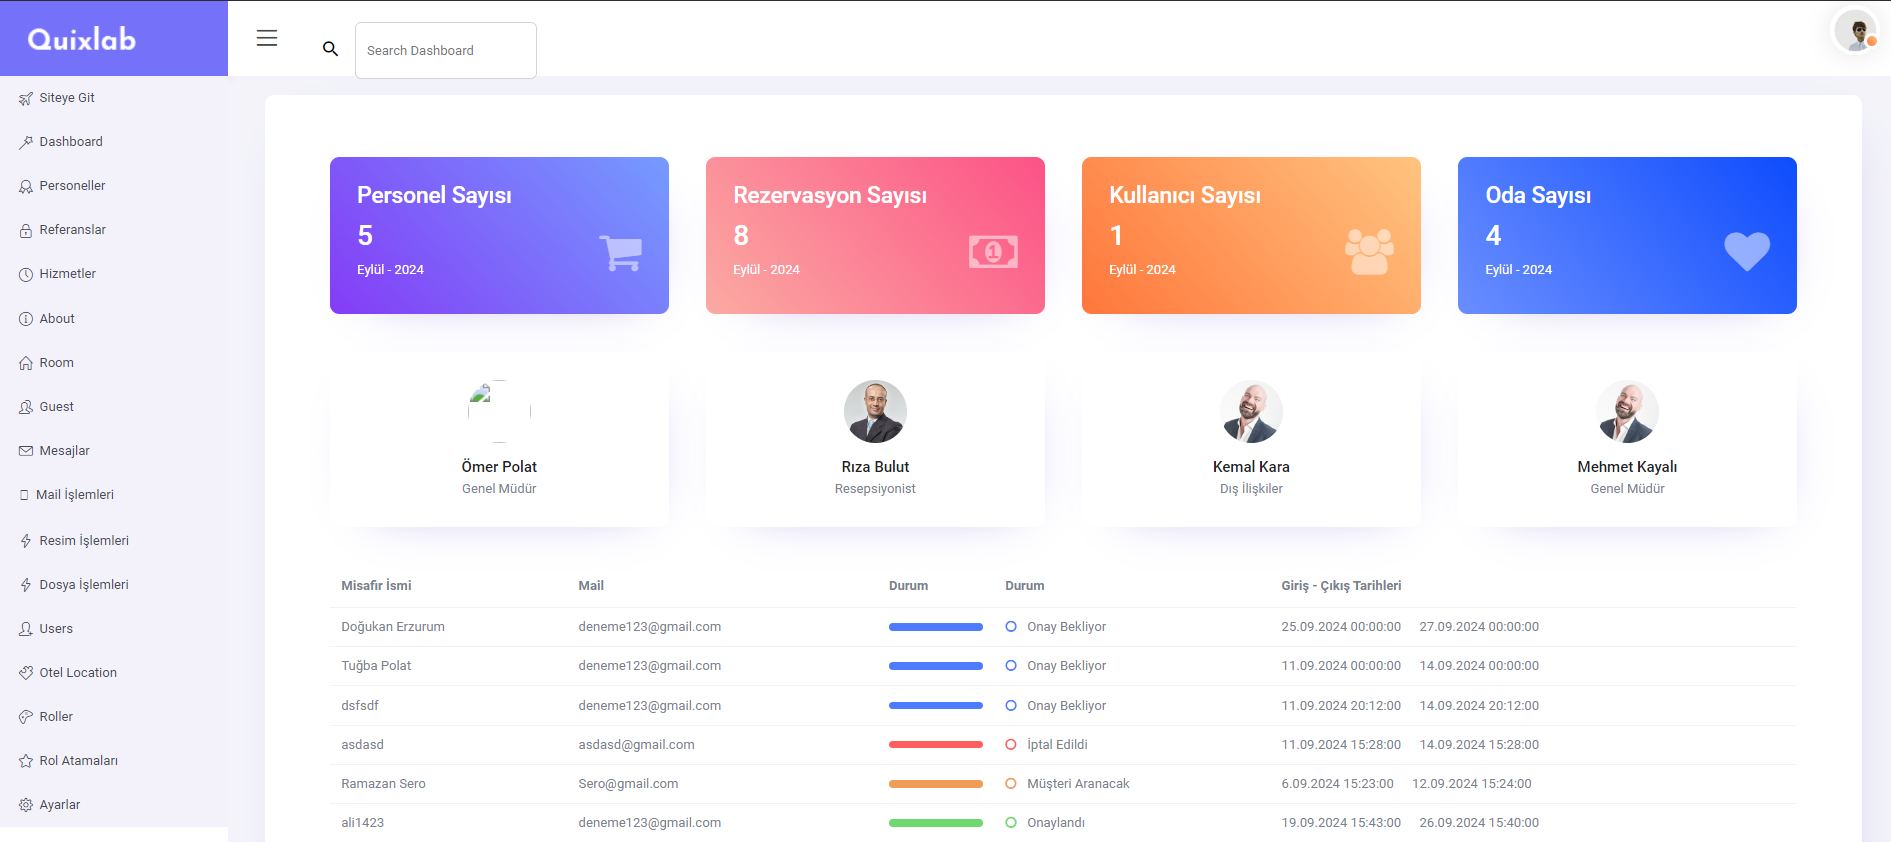 Quixlab
Search Dashboard
Siteye Git
Dashboard
Personeller
Referanslar
Hizmetler
About
Room
Guest
Mesajlar
Mail İşlemleri
Resim İşlemleri
Dosya İşlemleri
Users
Otel Location
Roller
Rol Atamaları
Ayarlar
Personel Sayısı
5
Eylül - 2024
Rezervasyon Sayısı
8
Eylül - 2024
1
Kullanıcı Sayısı
1
Eylül - 2024
Oda Sayısı
4
Eylül - 2024
Ömer Polat
Genel Müdür
Rıza Bulut
Resepsiyonist
Kemal Kara
Dış İlişkiler
Mehmet Kayalı
Genel Müdür
Misafir İsmi Mail Durum Durum Giriş - Çıkış Tarihleri
Doğukan Erzurum deneme123@gmail.com Onay Bekliyor 25.09.2024 00:00:00 27.09.2024 00:00:00
Tuğba Polat deneme123@gmail.com Onay Bekliyor 11.09.2024 00:00:00 14.09.2024 00:00:00
dsfsdf deneme123@gmail.com Onay Bekliyor 11.09.2024 20:12:00 14.09.2024 20:12:00
asdasd asdasd@gmail.com İptal Edildi 11.09.2024 15:28:00 14.09.2024 15:28:00
Ramazan Sero Sero@gmail.com Müşteri Aranacak 6.09.2024 15:23:00 12.09.2024 15:24:00
ali1423 deneme123@gmail.com Onaylandı 19.09.2024 15:43:00 26.09.2024 15:40:00